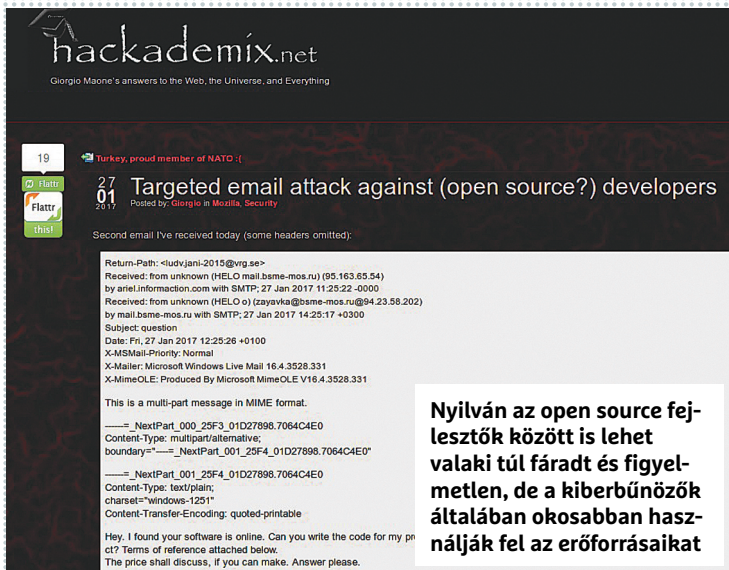 hackademix.net
Giorgio Maone's answers to the Web, the Universe, and Everything
19
Flattr
Flattr
this!
Turkey, proud member of NATO :(
27
01
2017
Targeted email attack against (open source?) developers
Posted by: Giorgio in Mozilla, Security
Second email I've received today (some headers omitted):
Return-Path: <ludv.jani-2015@vrg.se>
Received: from unknown (HELO mail.bsme-mos.ru) (95.163.65.54)
by ariel.informaction.com with SMTP; 27 Jan 2017 11:25:22 -0000
Received: from unknown (HELO o) (zayavka@bsme-mos.ru@94.23.58.202)
by mail.bsme-mos.ru with SMTP; 27 Jan 2017 14:25:17 +0300
Subject: question
Date: Fri, 27 Jan 2017 12:25:26 +0100
X-MSMail-Priority: Normal
X-Mailer: Microsoft Windows Live Mail 16.4.3528.331
X-MimeOLE: Produced By Microsoft MimeOLE V16.4.3528.331
This is a multi-part message in MIME format.
------=_NextPart_000_25F3_01D27898.7064C4E0
Content-Type: multipart/alternative;
boundary="----=_NextPart_001_25F4_01D27898.7064C4E0"
------=_NextPart_001_25F4_01D27898.7064C4E0
Content-Type: text/plain;
charset="windows-1251"
Content-Transfer-Encoding: quoted-printable
Hey. I found your software is online. Can you write the code for my pr
ct? Terms of reference attached below.
The price shall discuss, if you can make. Answer please.
Nyilván az open source fej-
lesztők között is lehet
valaki túl fáradt és figyel-
metlen, de a kiberbűnözők
általában okosabban hasz-
nálják fel az erőforrásaikat